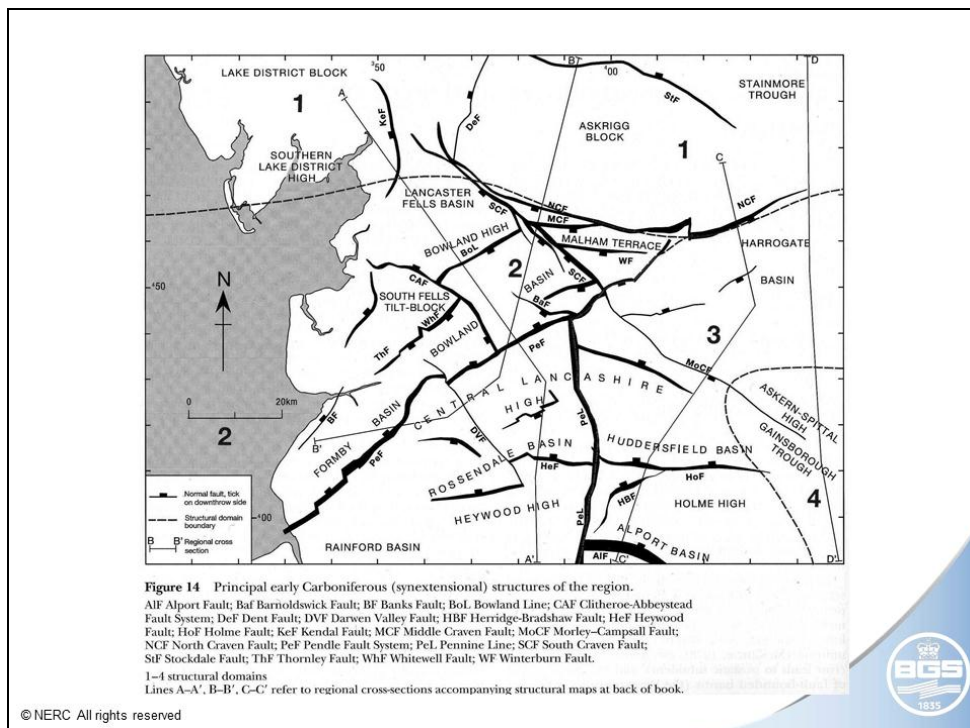 LAKE DISTRICT BLOCK
³50
B
⁴00
D
STAINMORE
TROUGH
1
A
KeF
DeF
StF
ASKRIGG
BLOCK
1
C
SOUTHERN
LAKE DISTRICT
HIGH
LANCASTER
FELLS BASIN
SCF
NCF
MCF
NCF
BOWLAND HIGH
BoL
MALHAM TERRACE
WF
HARROGATE
BASIN
N
⁴50
CAF
2
BASIN
SCF
SOUTH FELLS
TILT-BLOCK
WhF
BaF
ThF
BOWLAND
PeF
3
MoCF
0 20km
2
BF
BASIN
CENTRAL LANCASHIRE
HIGH
PeL
ASKERN-SPITAL
HIGH
GAINSBOROUGH
TROUGH
B'
FORMBY
PeF
DVF
ROSSENDALE BASIN
HUDDERSFIELD BASIN
HeF
HoF
HBF
HOLME HIGH
4
HEYWOOD HIGH
PeL
ALPORT BASIN
RAINFORD BASIN
A'
AlF
C'
D'
Normal fault, tick
on downthrow side
Structural domain
boundary
B B' Regional cross
section
⁴00
Figure 14 Principal early Carboniferous (synextensional) structures of the region.
AlF Alport Fault; Baf Barnoldswick Fault; BF Banks Fault; BoL Bowland Line; CAF Clitheroe-Abbeystead
Fault System; DeF Dent Fault; DVF Darwen Valley Fault; HBF Herridge-Bradshaw Fault; HeF Heywood
Fault; HoF Holme Fault; KeF Kendal Fault; MCF Middle Craven Fault; MoCF Morley–Campsall Fault;
NCF North Craven Fault; PeF Pendle Fault System; PeL Pennine Line; SCF South Craven Fault;
StF Stockdale Fault; ThF Thornley Fault; WhF Whitewell Fault; WF Winterburn Fault.
1–4 structural domains
Lines A–A', B–B', C–C' refer to regional cross-sections accompanying structural maps at back of book.
BGS
1835
© NERC All rights reserved